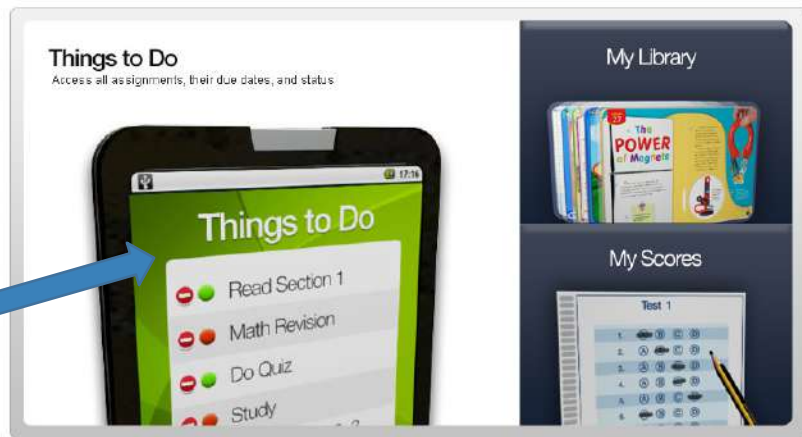 Things to Do
Access all assignments, their due dates, and status
17:16
Things to Do
Read Section 1
Math Revision
Do Quiz
Study
My Library
The
POWER
of Magnets
My Scores
Test 1
1. B C D
2. A C D
3. A B D
4. A B D
5. A B C
6. B C D